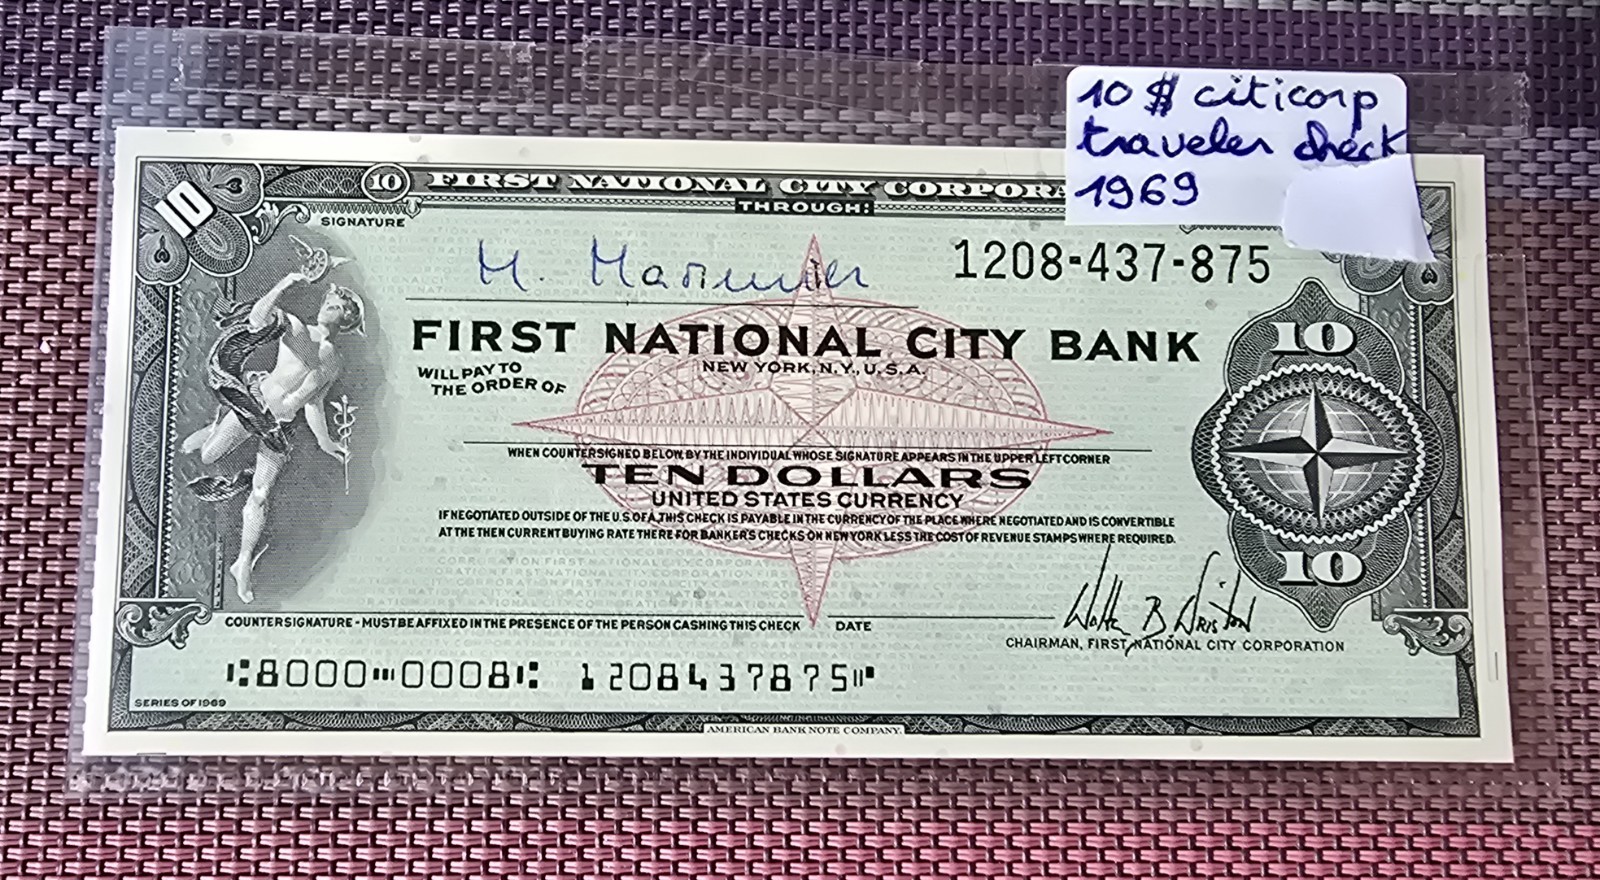 10 $ citicorp
traveler check
1969
10
10 FIRST NATIONAL CITY CORPORA
THROUGH:
SIGNATURE
1208-437-875
FIRST NATIONAL CITY BANK
NEW YORK, N.Y., U.S.A.
WILL PAY TO
THE ORDER OF
10
WHEN COUNTERSIGNED BELOW, BY THE INDIVIDUAL WHOSE SIGNATURE APPEARS IN THE UPPER LEFT CORNER
TEN DOLLARS
UNITED STATES CURRENCY
IF NEGOTIATED OUTSIDE OF THE U.S. OF A. THIS CHECK IS PAYABLE IN THE CURRENCY OF THE PLACE WHERE NEGOTIATED AND IS CONVERTIBLE
AT THE THEN CURRENT BUYING RATE THERE FOR BANKER'S CHECKS ON NEW YORK LESS THE COST OF REVENUE STAMPS WHERE REQUIRED.
10
Walter B Wriston
COUNTERSIGNATURE - MUST BE AFFIXED IN THE PRESENCE OF THE PERSON CASHING THIS CHECK DATE
CHAIRMAN, FIRST NATIONAL CITY CORPORATION
⑆8000⑉0008⑆ 1208437875⑈
SERIES OF 1969
AMERICAN BANK NOTE COMPANY.